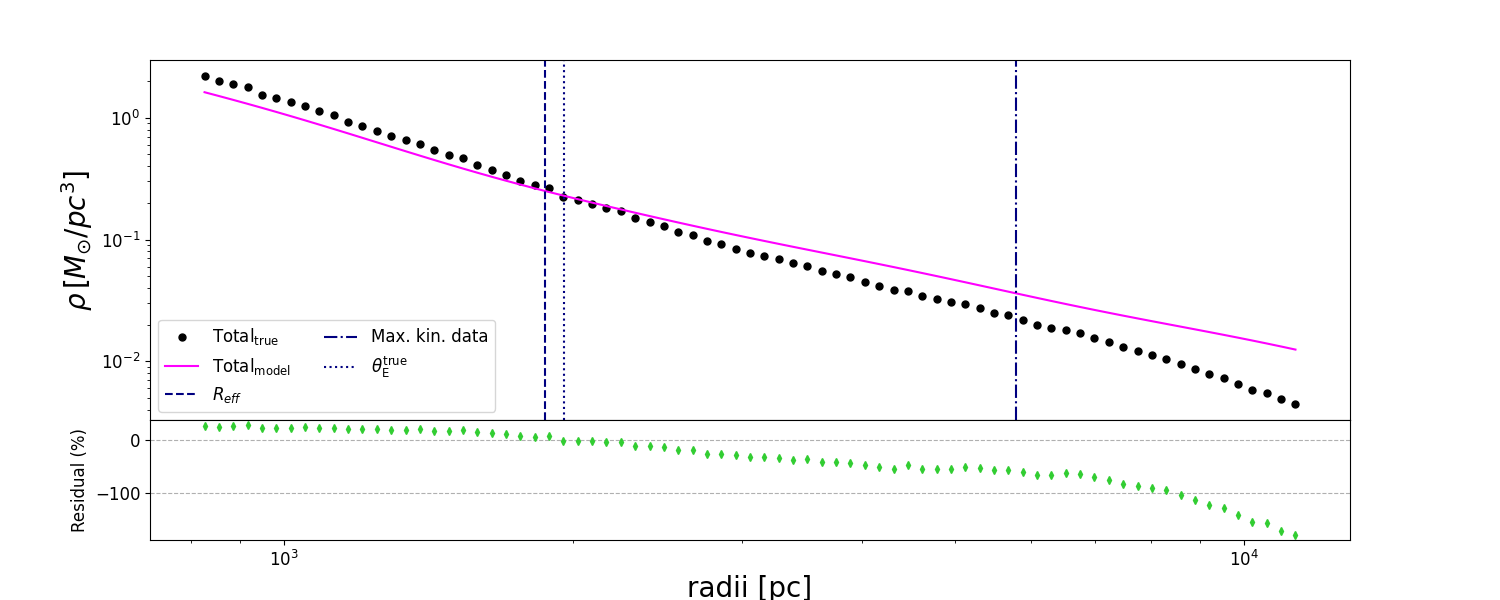 ρ [M⊙/pc³]
10⁰
10⁻¹
10⁻²
Total_true
Total_model
R_eff
Max. kin. data
θ_E^true
Residual (%)
0
−100
10³
10⁴
radii [pc]